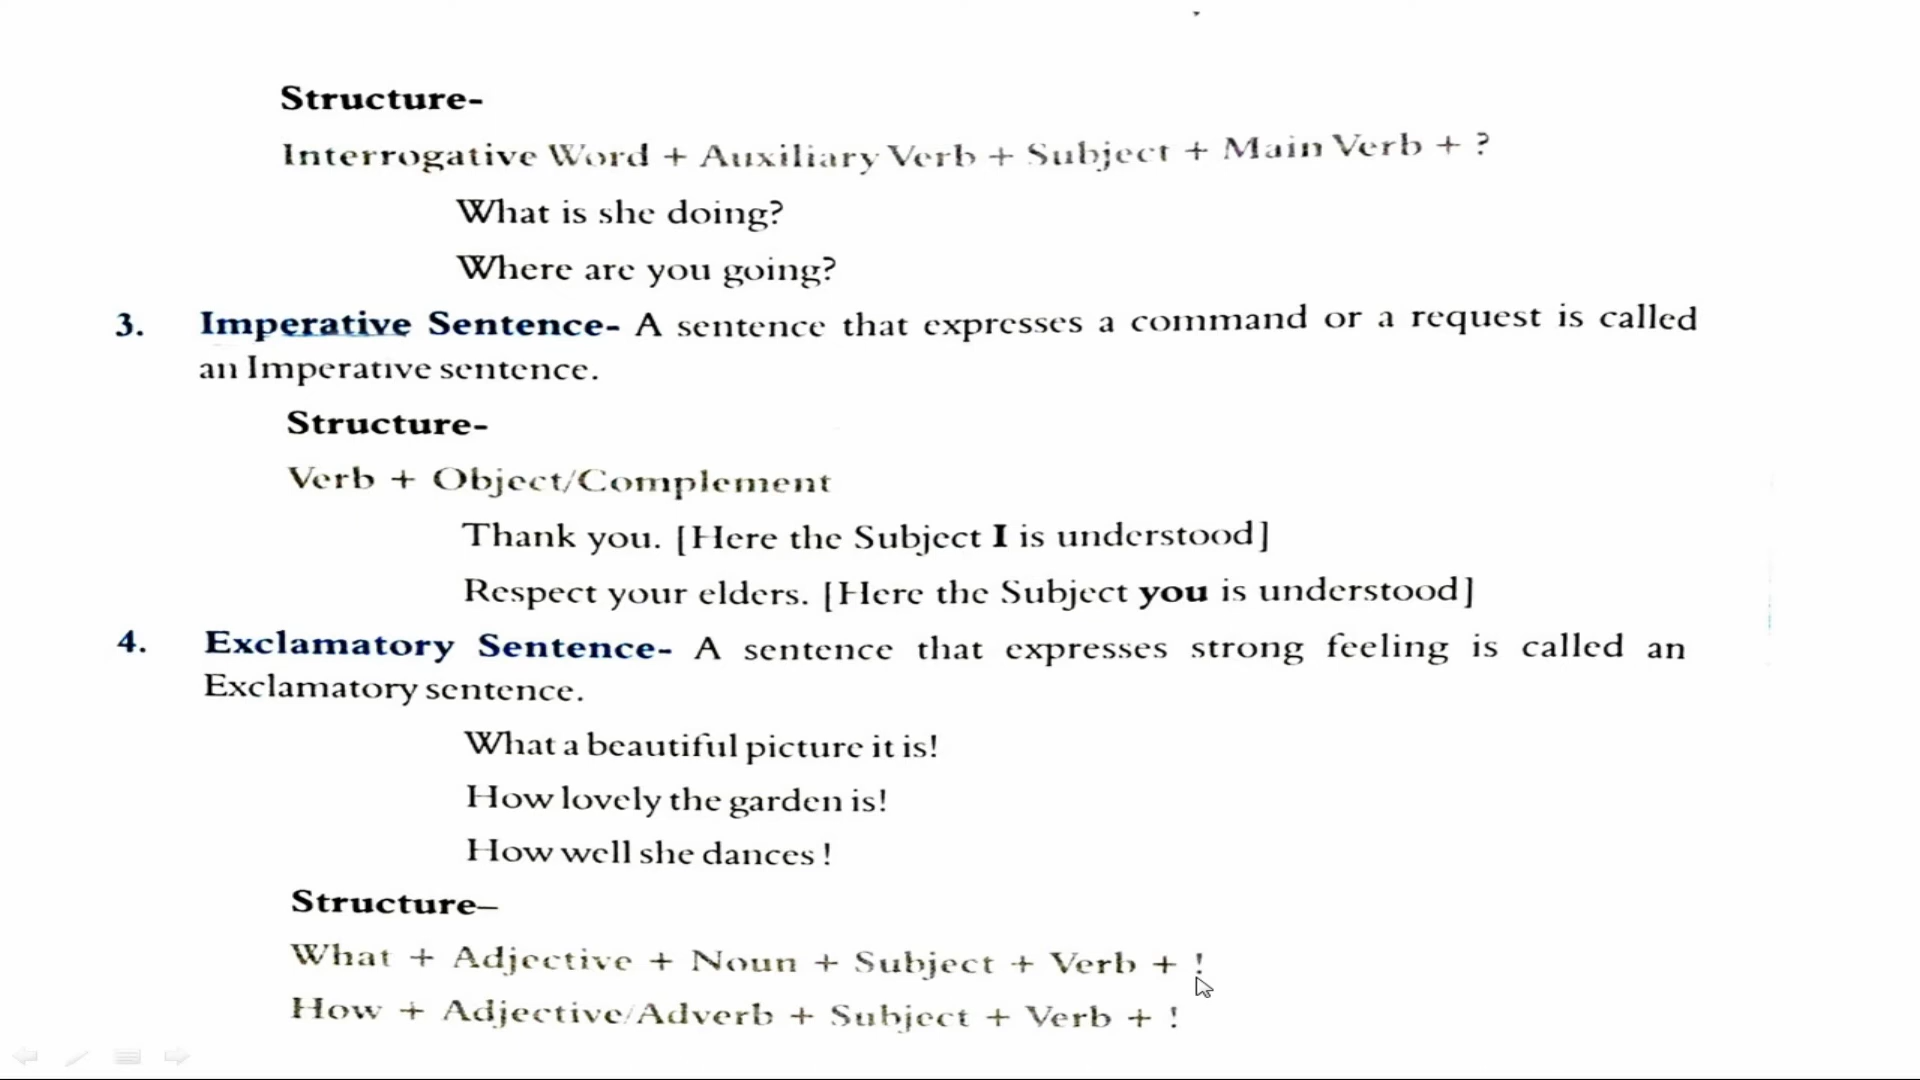 Structure-
Interrogative Word + Auxiliary Verb + Subject + Main Verb + ?
What is she doing?
Where are you going?
3. Imperative Sentence- A sentence that expresses a command or a request is called
an Imperative sentence.
Structure-
Verb + Object/Complement
Thank you. [Here the Subject I is understood]
Respect your elders. [Here the Subject you is understood]
4. Exclamatory Sentence- A sentence that expresses strong feeling is called an
Exclamatory sentence.
What a beautiful picture it is!
How lovely the garden is!
How well she dances !
Structure–
What + Adjective + Noun + Subject + Verb + !
How + Adjective/Adverb + Subject + Verb + !